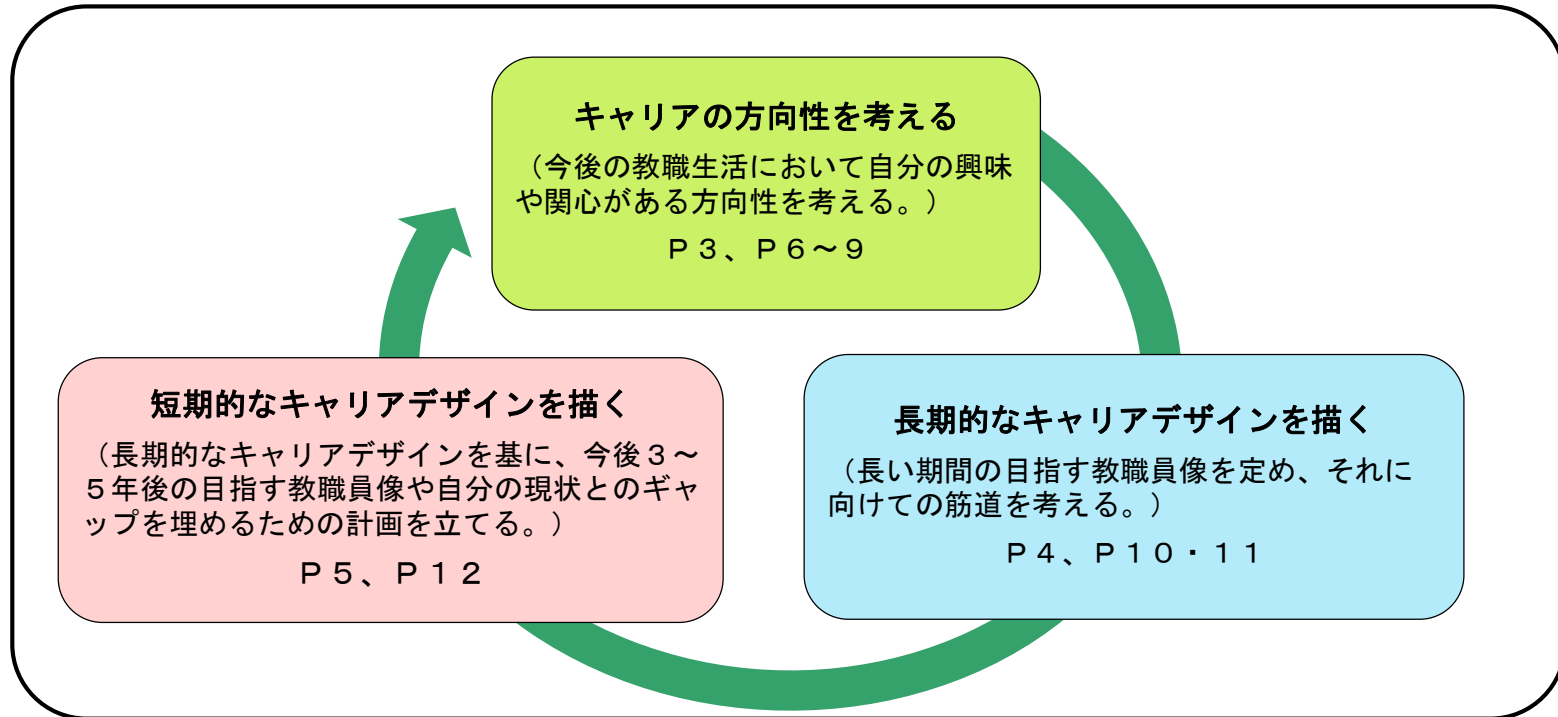 キャリアの方向性を考える
（今後の教職生活において自分の興味
や関心がある方向性を考える。）
Ｐ３、Ｐ６～９
短期的なキャリアデザインを描く
（長期的なキャリアデザインを基に、今後３～
５年後の目指す教職員像や自分の現状とのギャ
ップを埋めるための計画を立てる。）
Ｐ５、Ｐ１２
長期的なキャリアデザインを描く
（長い期間の目指す教職員像を定め、それに
向けての筋道を考える。）
Ｐ４、Ｐ１０・１１